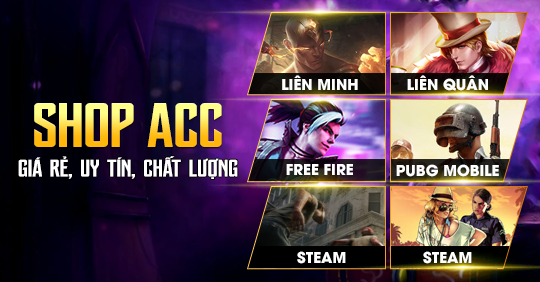 SHOP ACC
GIÁ RẺ, UY TÍN, CHẤT LƯỢNG
LIÊN MINH
LIÊN QUÂN
FREE FIRE
PUBG MOBILE
STEAM
STEAM